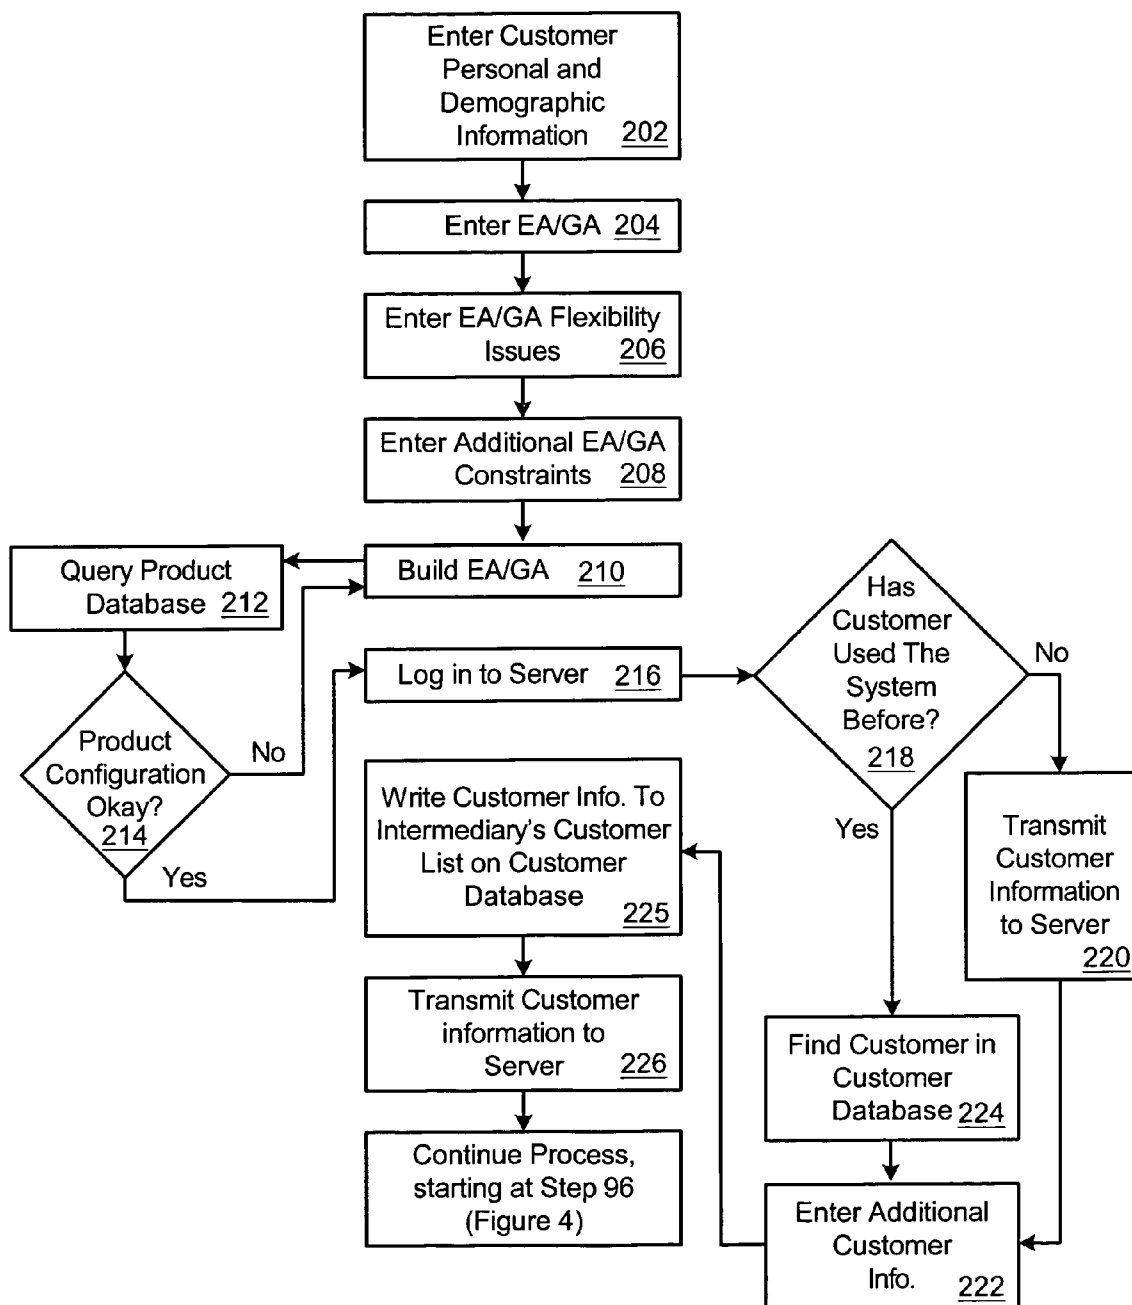 Enter Customer
Personal and
Demographic
Information 202
Enter EA/GA 204
Enter EA/GA Flexibility
Issues 206
Enter Additional EA/GA
Constraints 208
Build EA/GA 210
Query Product
Database 212
Product
Configuration
Okay?
214
No
Yes
Log in to Server 216
Has
Customer
Used The
System
Before?
218
No
Yes
Transmit
Customer
Information
to Server
220
Find Customer in
Customer
Database 224
Enter Additional
Customer
Info. 222
Write Customer Info. To
Intermediary's Customer
List on Customer
Database
225
Transmit Customer
information to
Server 226
Continue Process,
starting at Step 96
(Figure 4)